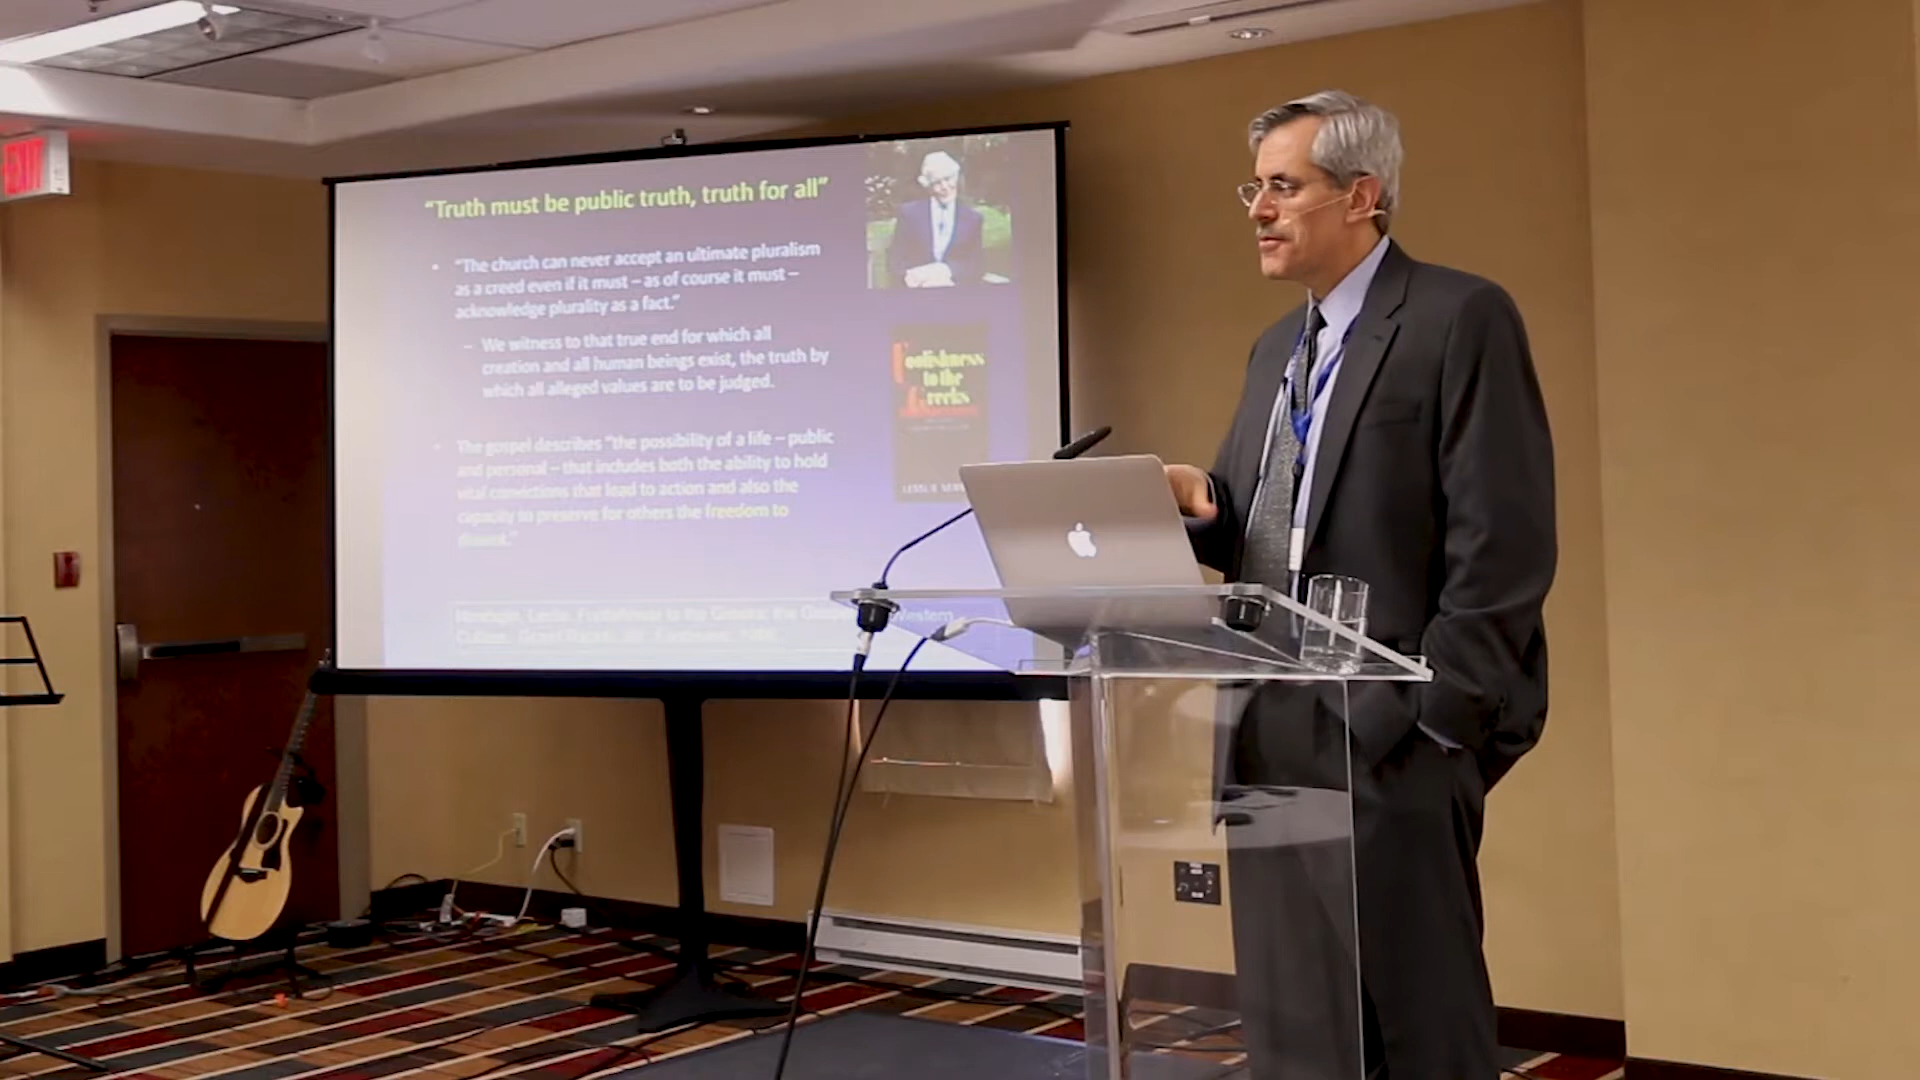 EXIT
"Truth must be public truth, truth for all"
• "The church can never accept an ultimate pluralism
as a creed even if it must – as of course it must –
acknowledge plurality as a fact."
– We witness to that true end for which all
creation and all human beings exist, the truth by
which all alleged values are to be judged.
• The gospel describes "the possibility of a life – public
and personal – that includes both the ability to hold
vital convictions that lead to action and also the
capacity to preserve for others the freedom to
dissent."
Foolishness
to the
Greeks